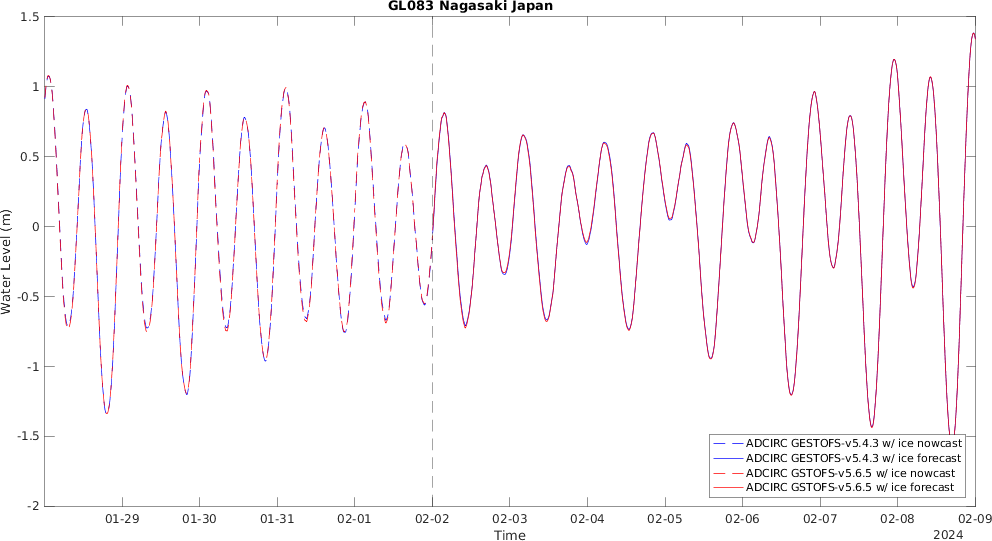 GL083 Nagasaki Japan
1.5
1
0.5
0
-0.5
-1
-1.5
-2
Water Level (m)
01-29 01-30 01-31 02-01 02-02 02-03 02-04 02-05 02-06 02-07 02-08 02-09
Time
2024
ADCIRC GESTOFS-v5.4.3 w/ ice nowcast
ADCIRC GESTOFS-v5.4.3 w/ ice forecast
ADCIRC GSTOFS-v5.6.5 w/ ice nowcast
ADCIRC GSTOFS-v5.6.5 w/ ice forecast